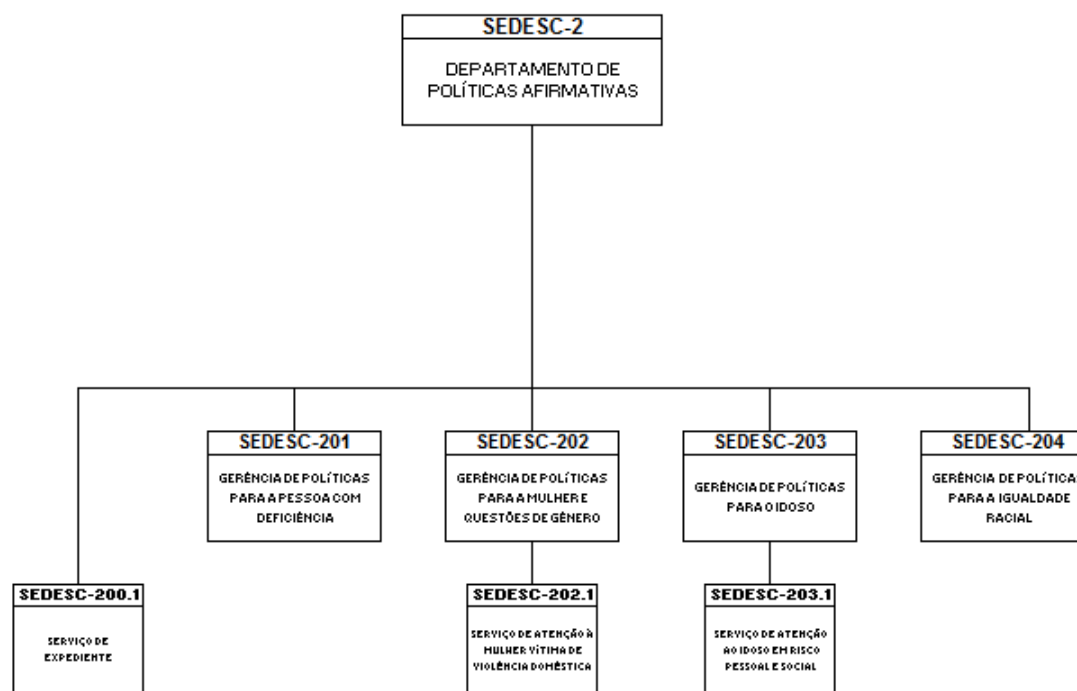 SEDESC-2
DEPARTAMENTO DE
POLÍTICAS AFIRMATIVAS
SEDESC-201
GERÊNCIA DE POLÍTICAS
PARA A PESSOA COM
DEFICIÊNCIA
SEDESC-202
GERÊNCIA DE POLÍTICAS
PARA A MULHER E
QUESTÕES DE GÊNERO
SEDESC-203
GERÊNCIA DE POLÍTICAS
PARA O IDOSO
SEDESC-204
GERÊNCIA DE POLÍTICAS
PARA A IGUALDADE
RACIAL
SEDESC-200.1
SERVIÇO DE
EXPEDIENTE
SEDESC-202.1
SERVIÇO DE ATENÇÃO À
MULHER VÍTIMA DE
VIOLÊNCIA DOMÉSTICA
SEDESC-203.1
SERVIÇO DE ATENÇÃO
AO IDOSO EM RISCO
PESSOAL E SOCIAL